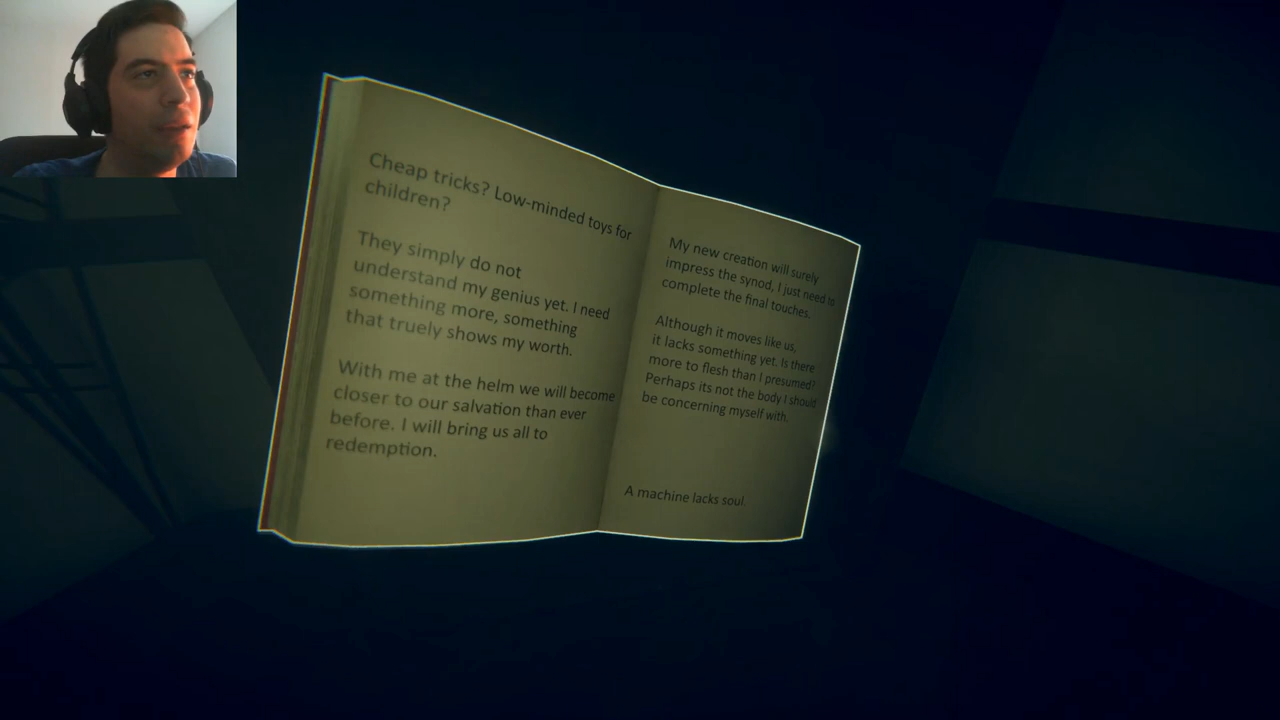 Cheap tricks? Low-minded toys for
children?
They simply do not
understand my genius yet. I need
something more, something
that truely shows my worth.
With me at the helm we will become
closer to our salvation than ever
before. I will bring us all to
redemption.
My new creation will surely
impress the synod, I just need to
complete the final touches.
Although it moves like us,
it lacks something yet. Is there
more to flesh than I presumed?
Perhaps its not the body I should
be concerning myself with.
A machine lacks soul.